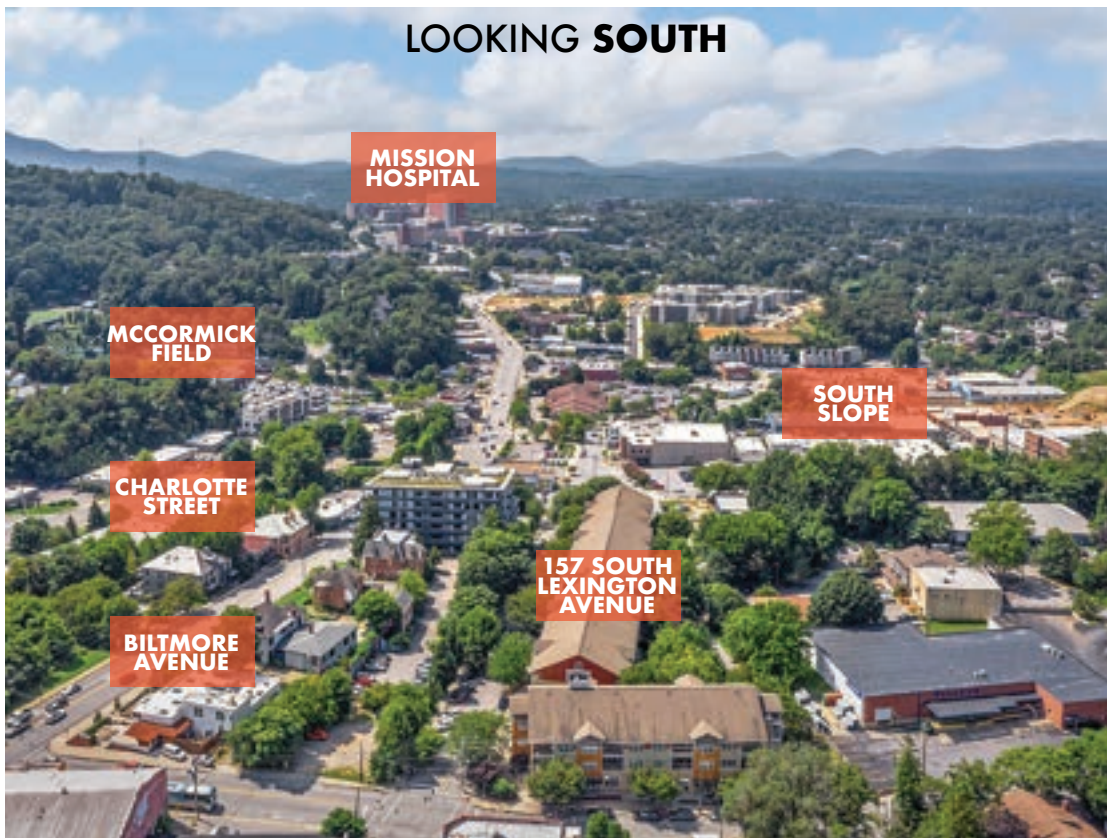 LOOKING SOUTH
MISSION
HOSPITAL
MCCORMICK
FIELD
SOUTH
SLOPE
CHARLOTTE
STREET
157 SOUTH
LEXINGTON
AVENUE
BILTMORE
AVENUE